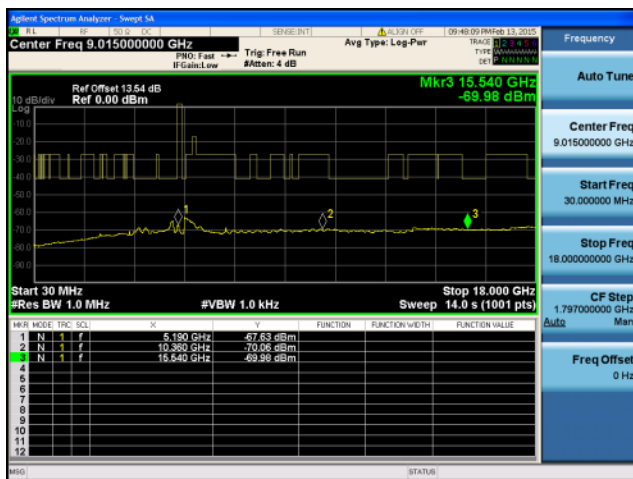 Agilent Spectrum Analyzer - Swept SA
RL RF 50 Ω DC SENSE:INT ALIGN OFF 09:48:09 PM Feb 13, 2015
Center Freq 9.015000000 GHz
PNO: Fast
IFGain:Low
Trig: Free Run
#Atten: 4 dB
Avg Type: Log-Pwr
TRACE 1 2 3 4 5 6
TYPE
DET P N N N N N
Ref Offset 13.54 dB
10 dB/div Ref 0.00 dBm
Log
Mkr3 15.540 GHz
-69.98 dBm
-10.0
-20.0
-30.0
-40.0
-50.0
-60.0
-70.0
-80.0
-90.0
1
2
3
Start 30 MHz Stop 18.000 GHz
#Res BW 1.0 MHz #VBW 1.0 kHz Sweep 14.0 s (1001 pts)
MKR MODE TRC SCL X Y FUNCTION FUNCTION WIDTH FUNCTION VALUE
1 N 1 f 5.190 GHz -67.63 dBm
2 N 1 f 10.360 GHz -70.06 dBm
3 N 1 f 15.540 GHz -69.98 dBm
4
5
6
7
8
9
10
11
12
MSG STATUS
Frequency
Auto Tune
Center Freq
9.015000000 GHz
Start Freq
30.000000 MHz
Stop Freq
18.000000000 GHz
CF Step
1.797000000 GHz
Auto Man
Freq Offset
0 Hz